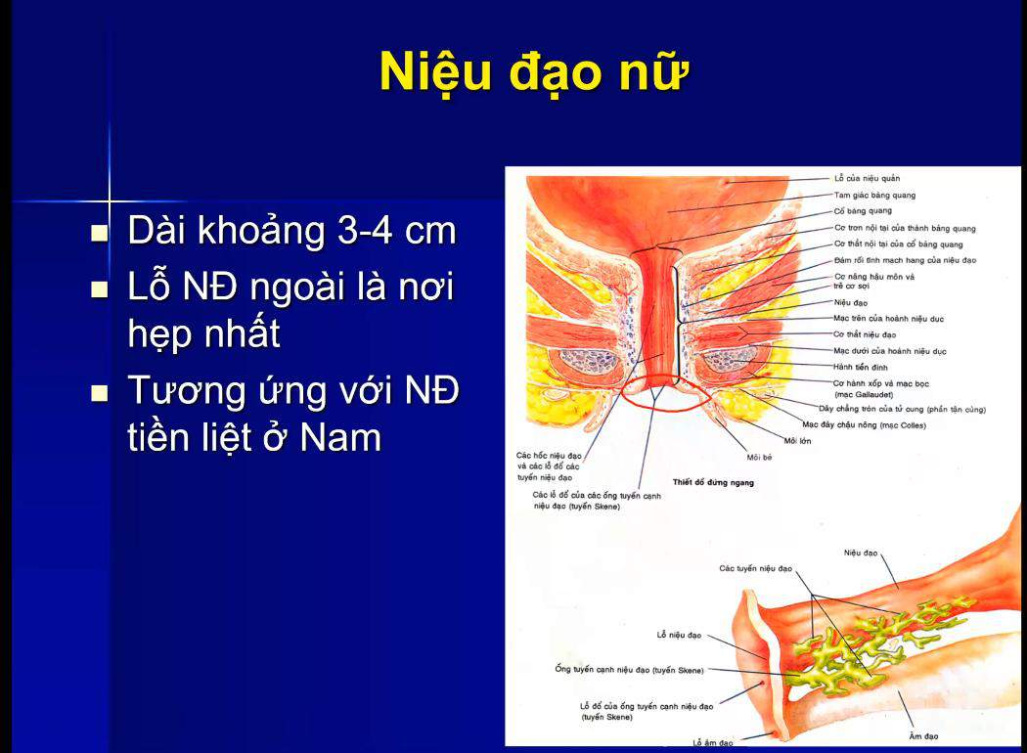 Niệu đạo nữ
Dài khoảng 3-4 cm
Lỗ NĐ ngoài là nơi
hẹp nhất
Tương ứng với NĐ
tiền liệt ở Nam
Lỗ của niệu quản
Tam giác bàng quang
Cổ bàng quang
Cơ trơn nội tại của thành bàng quang
Cơ thắt nội tại của cổ bàng quang
Đám rối tĩnh mạch hang của niệu đạo
Cơ nâng hậu môn và
trẽ cơ sợi
Niệu đạo
Mạc trên của hoành niệu dục
Cơ thắt niệu đạo
Mạc dưới của hoành niệu dục
Hành tiền đình
Cơ hành xốp và mạc bọc
(mạc Gallaudet)
Dây chằng tròn của tử cung (phần tận cùng)
Mạc đáy chậu nông (mạc Colles)
Môi lớn
Môi bé
Các hốc niệu đạo
và các lỗ đổ các
tuyến niệu đạo
Thiết đồ đứng ngang
Các lỗ đổ của các ống tuyến cạnh
niệu đạo (tuyến Skene)
Niệu đạo
Các tuyến niệu đạo
Lỗ niệu đạo
Ống tuyến cạnh niệu đạo (tuyến Skene)
Lỗ đổ của ống tuyến cạnh niệu đạo
(tuyến Skene)
Âm đạo
Lỗ âm đạo